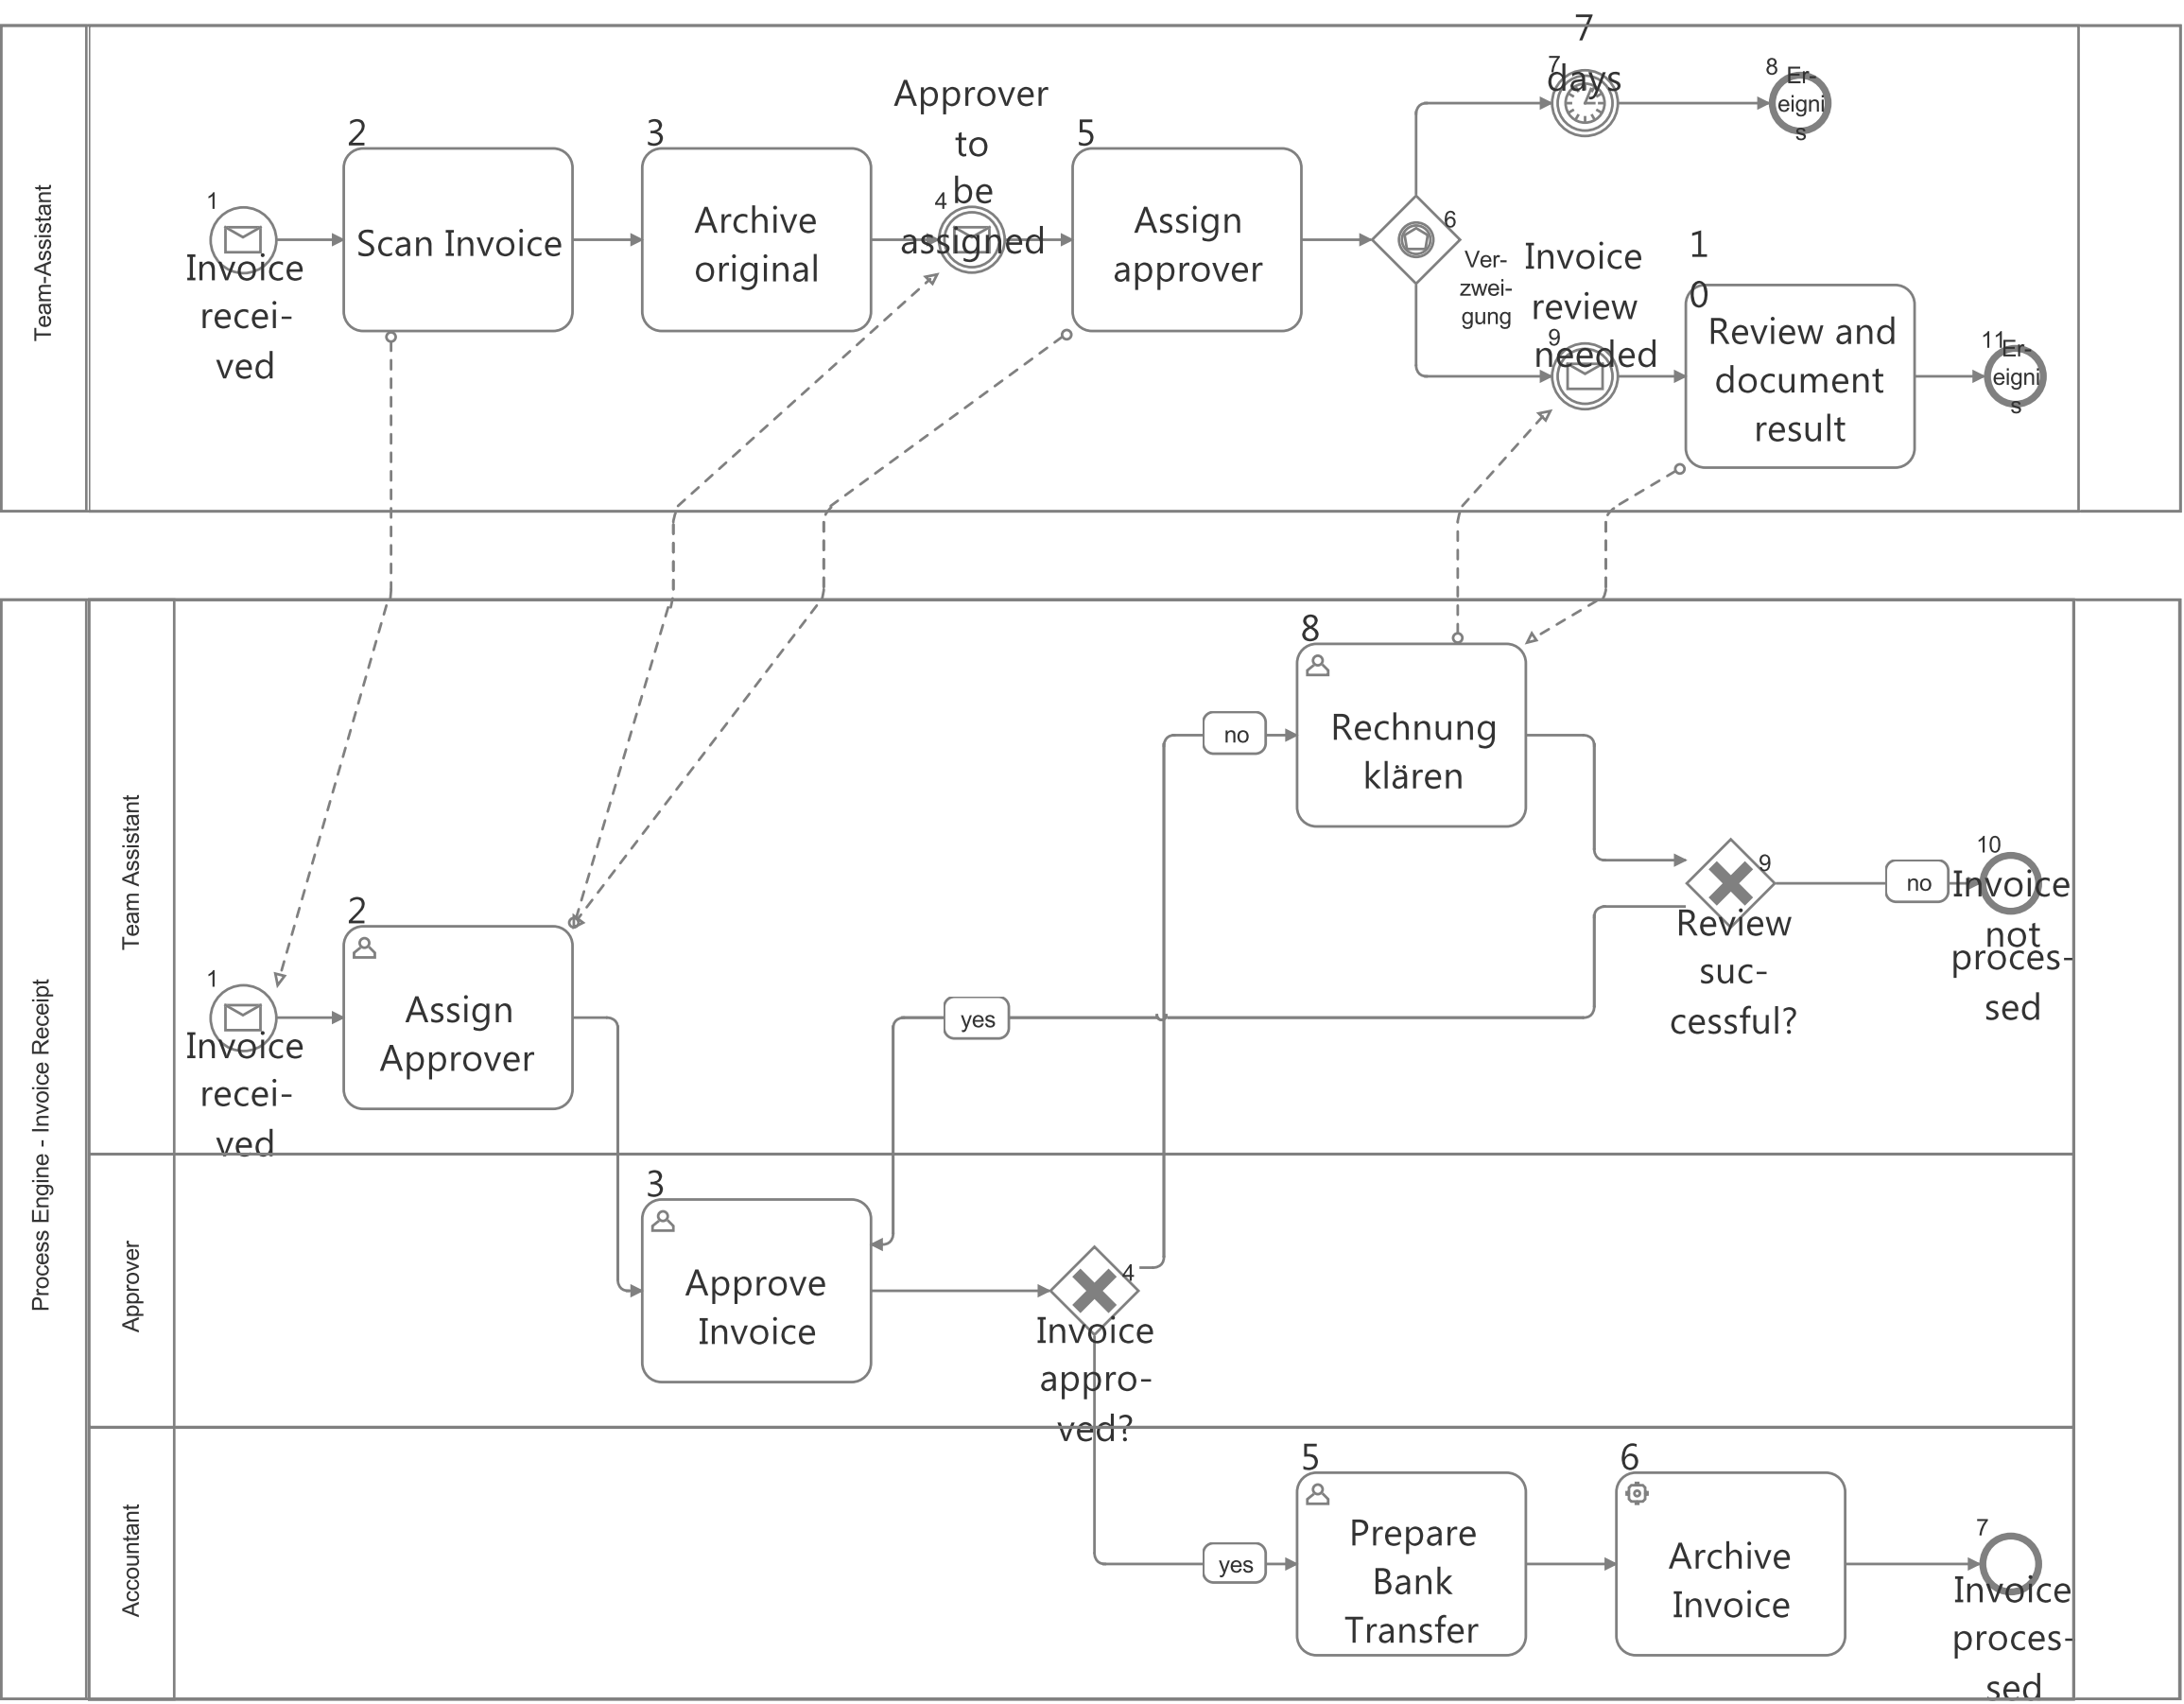 Team-Assistant
1
Invoice
recei-
ved
2
Scan Invoice
3
Archive
original
4
Approver
to
be
assigned
5
Assign
approver
6
Ver-
zwei-
gung
7
7
days
8
Er-
eigni
s
9
Invoice
review
needed
1
0
Review and
document
result
11
Er-
eigni
s
Process Engine - Invoice Receipt
Team Assistant
1
Invoice
recei-
ved
2
Assign
Approver
no
8
Rechnung
klären
9
Review
suc-
cessful?
yes
no
10
Invoice
not
proces-
sed
Approver
3
Approve
Invoice
4
Invoice
appro-
ved?
Accountant
yes
5
Prepare
Bank
Transfer
6
Archive
Invoice
7
Invoice
proces-
sed